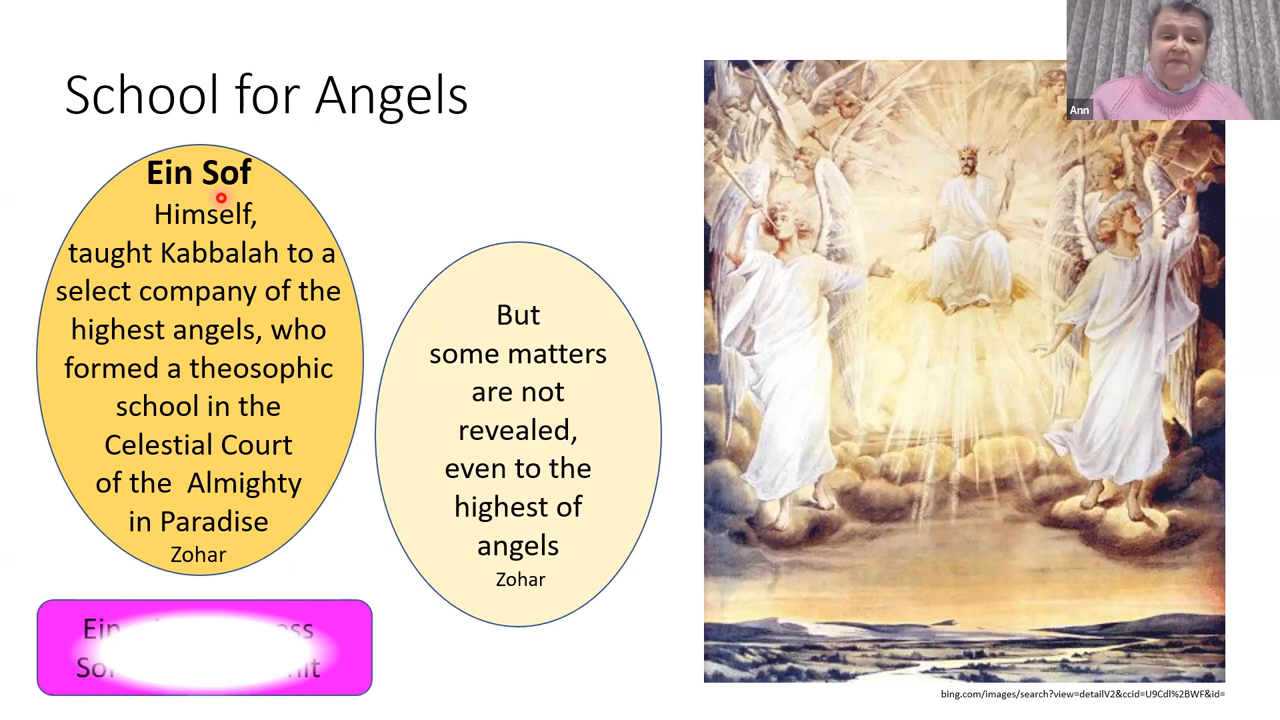 School for Angels
Ein Sof
Himself,
taught Kabbalah to a
select company of the
highest angels, who
formed a theosophic
school in the
Celestial Court
of the Almighty
in Paradise
Zohar
But
some matters
are not
revealed,
even to the
highest of
angels
Zohar
Ann
bing.com/images/search?view=detailV2&ccid=U9Cdl%2BWF&id=